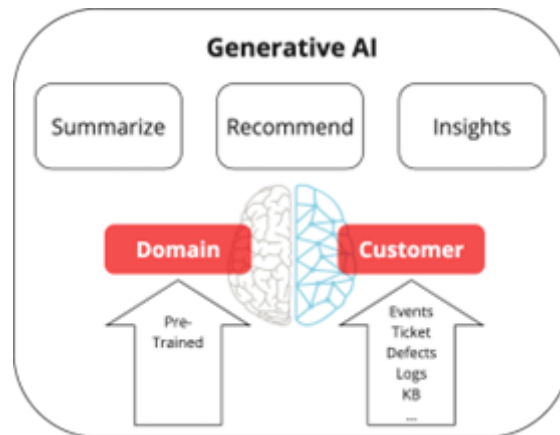 Generative AI
Summarize
Recommend
Insights
Domain
Customer
Pre-
Trained
Events
Ticket
Defects
Logs
KB
...